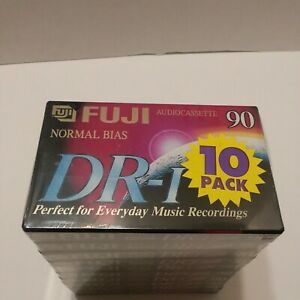 FUJI FUJI AUDIOCASSETTE 90
NORMAL BIAS
DR-I
10
PACK
Perfect for Everyday Music Recordings